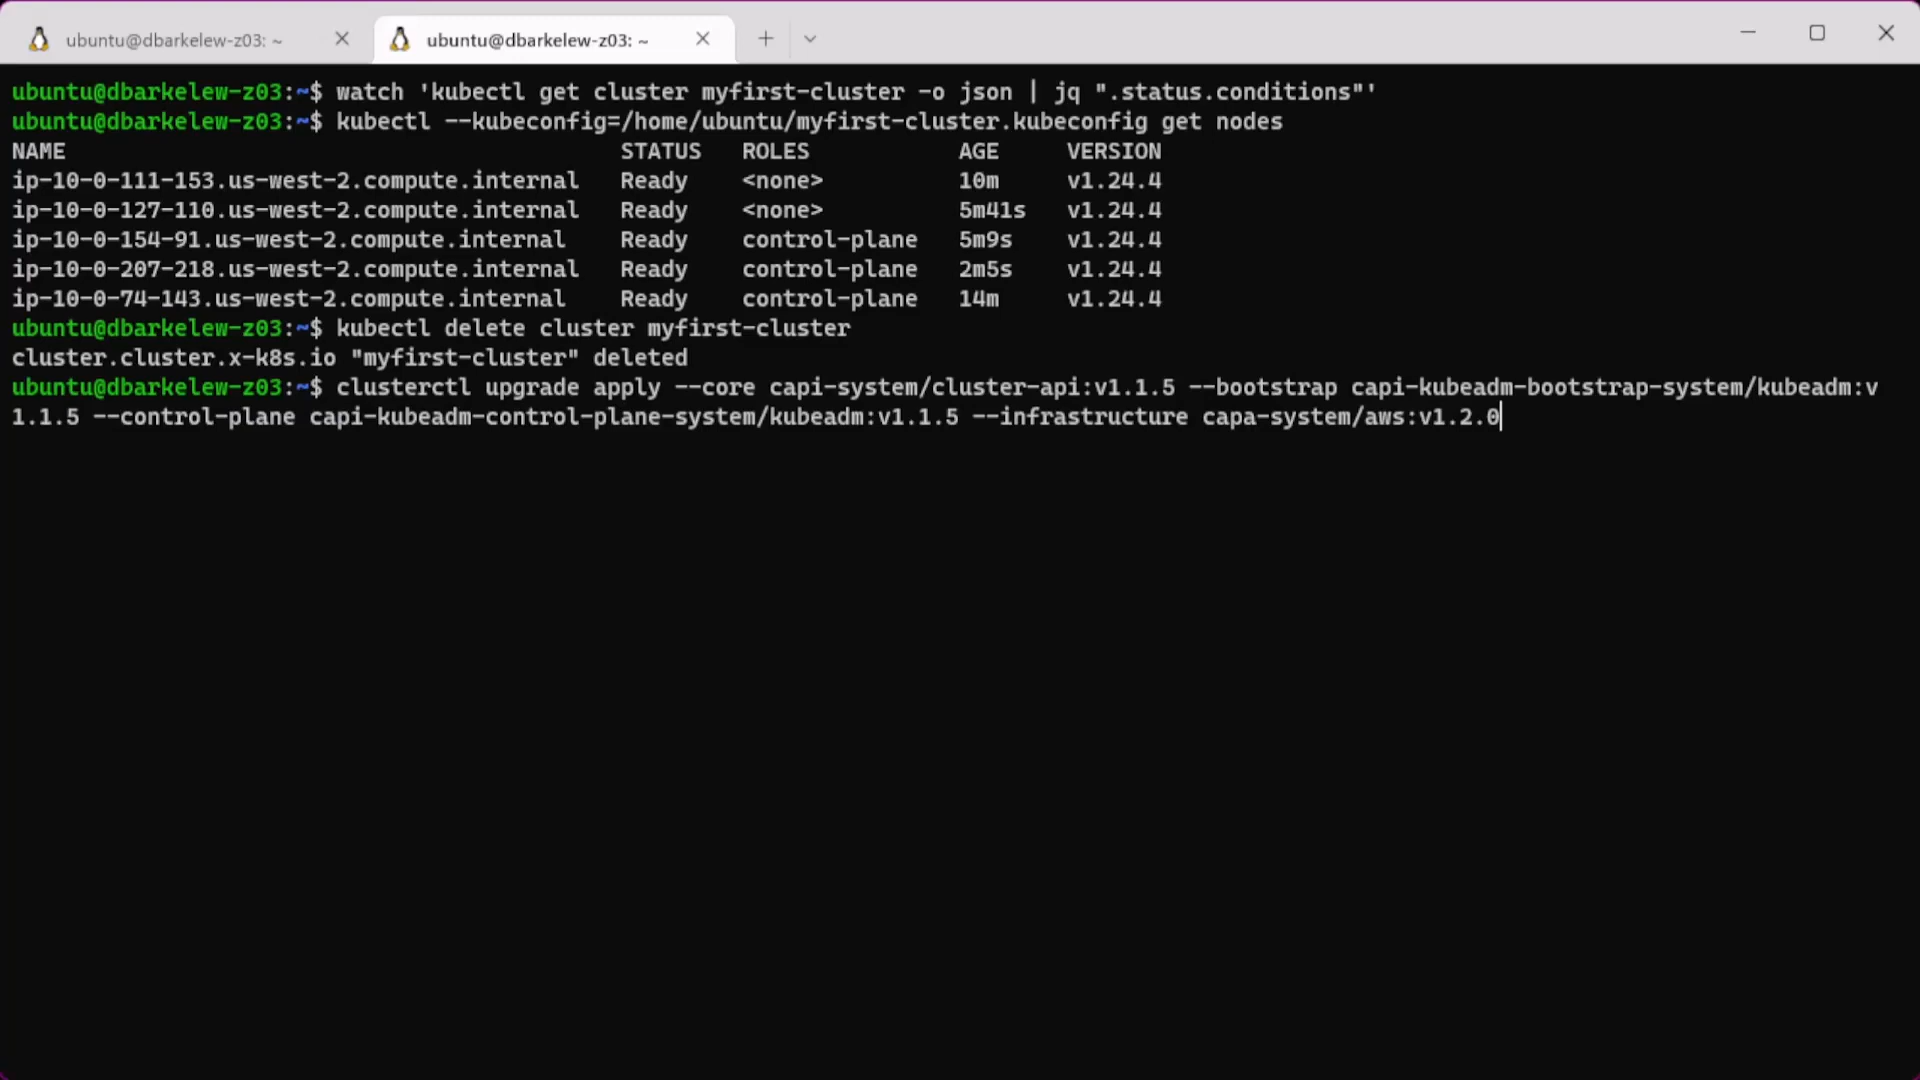 ubuntu@dbarkelew-z03: ~
ubuntu@dbarkelew-z03: ~
ubuntu@dbarkelew-z03:~$ watch 'kubectl get cluster myfirst-cluster -o json | jq ".status.conditions"'
ubuntu@dbarkelew-z03:~$ kubectl --kubeconfig=/home/ubuntu/myfirst-cluster.kubeconfig get nodes
NAME STATUS ROLES AGE VERSION
ip-10-0-111-153.us-west-2.compute.internal Ready <none> 10m v1.24.4
ip-10-0-127-110.us-west-2.compute.internal Ready <none> 5m41s v1.24.4
ip-10-0-154-91.us-west-2.compute.internal Ready control-plane 5m9s v1.24.4
ip-10-0-207-218.us-west-2.compute.internal Ready control-plane 2m5s v1.24.4
ip-10-0-74-143.us-west-2.compute.internal Ready control-plane 14m v1.24.4
ubuntu@dbarkelew-z03:~$ kubectl delete cluster myfirst-cluster
cluster.cluster.x-k8s.io "myfirst-cluster" deleted
ubuntu@dbarkelew-z03:~$ clusterctl upgrade apply --core capi-system/cluster-api:v1.1.5 --bootstrap capi-kubeadm-bootstrap-system/kubeadm:v
1.1.5 --control-plane capi-kubeadm-control-plane-system/kubeadm:v1.1.5 --infrastructure capa-system/aws:v1.2.0